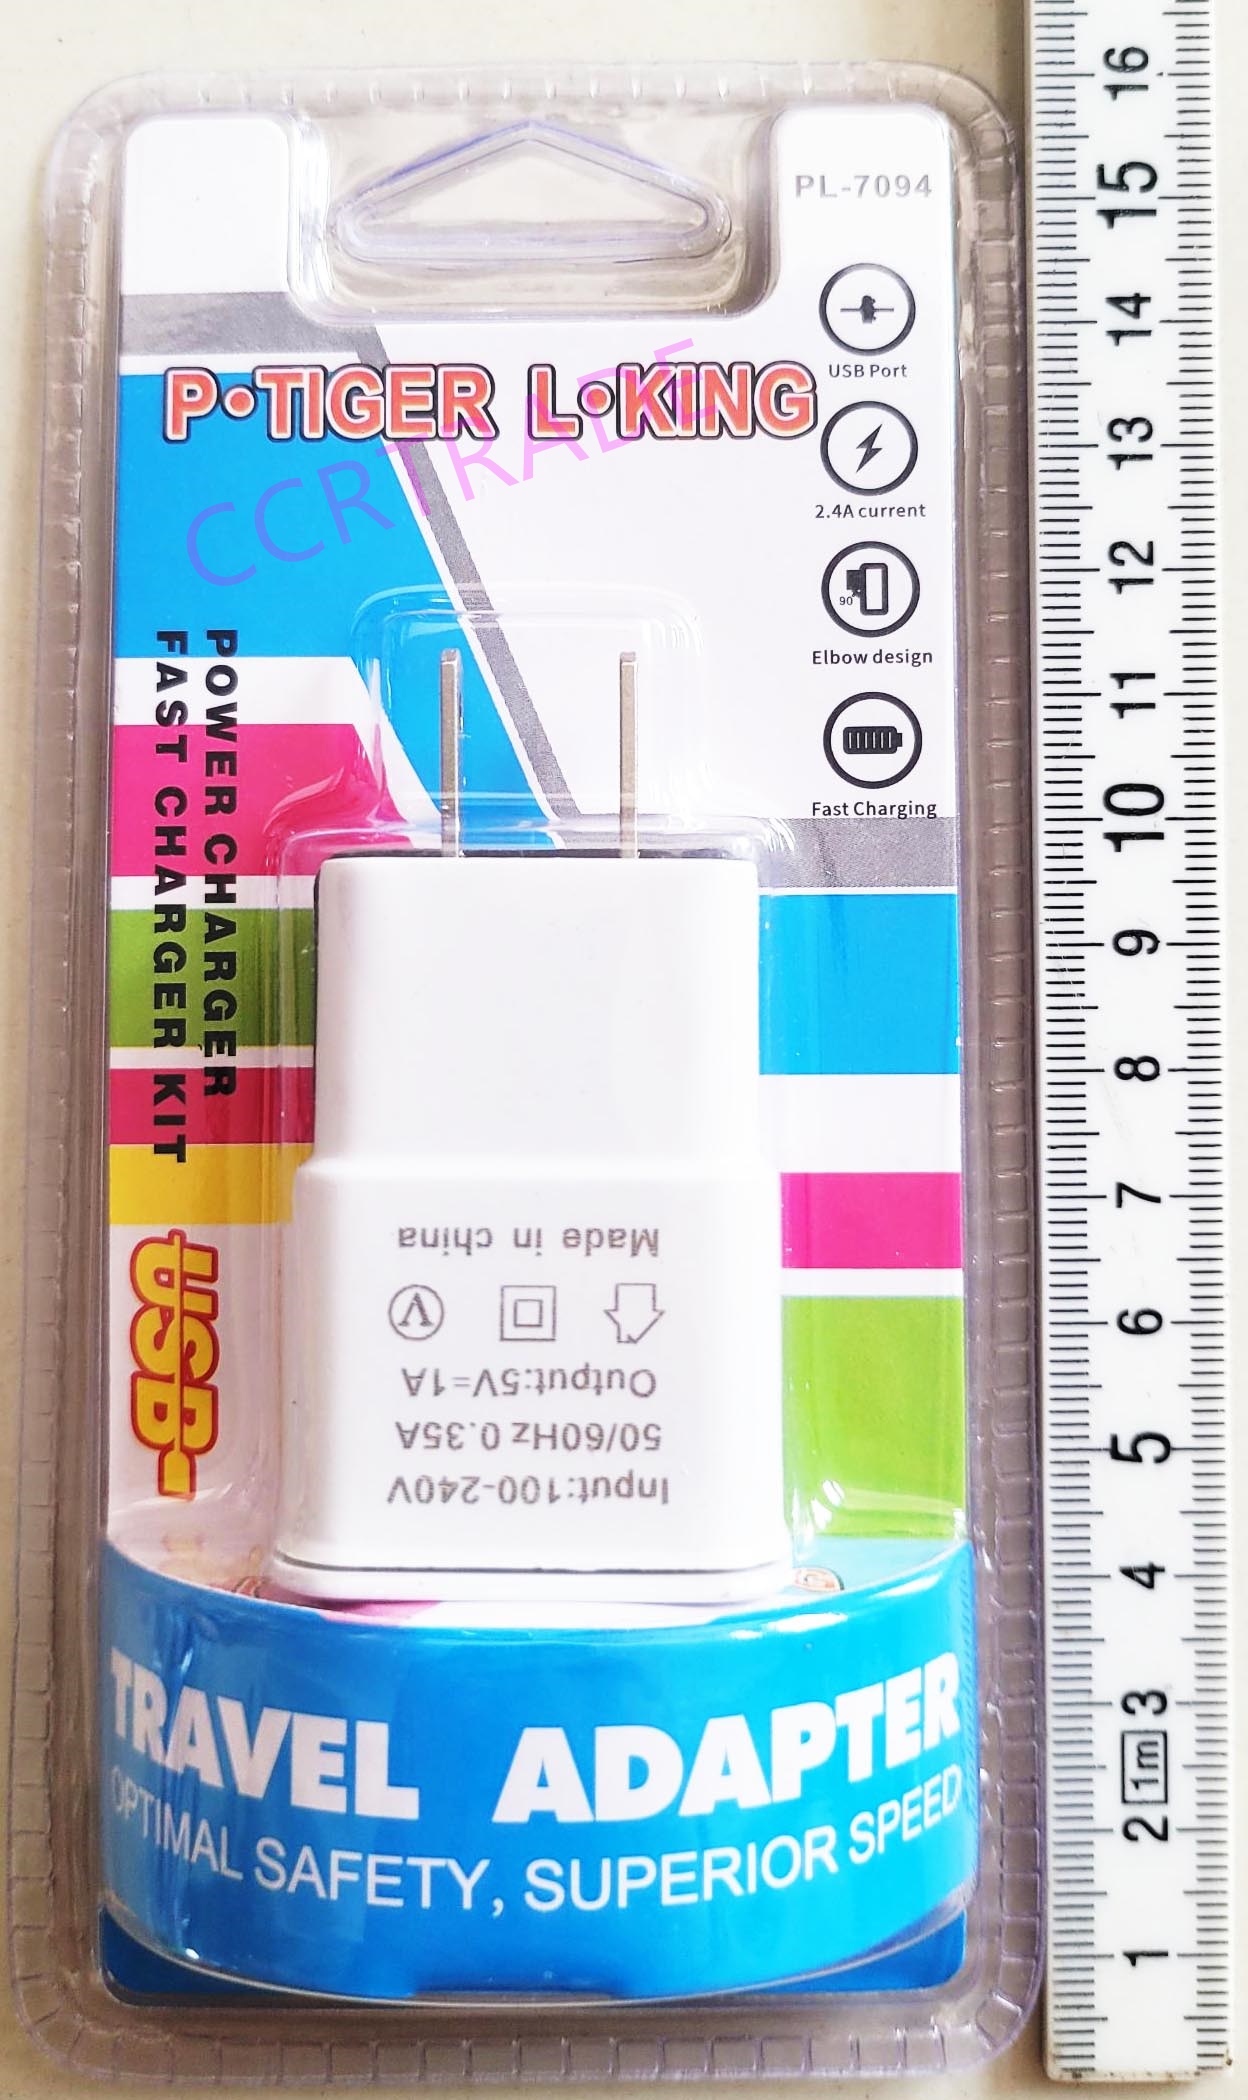 PL-7094
P•TIGER L•KING
CCRTRADE
USB Port
2.4A current
90°
Elbow design
Fast Charging
POWER CHARGER
FAST CHARGER KIT
USB
Input:100-240V
50/60Hz 0.35A
Output:5V=1A
V
Made in china
TRAVEL ADAPTER
OPTIMAL SAFETY, SUPERIOR SPEED
16
15
14
13
12
11
10
9
8
7
6
5
4
3
1m
2
1